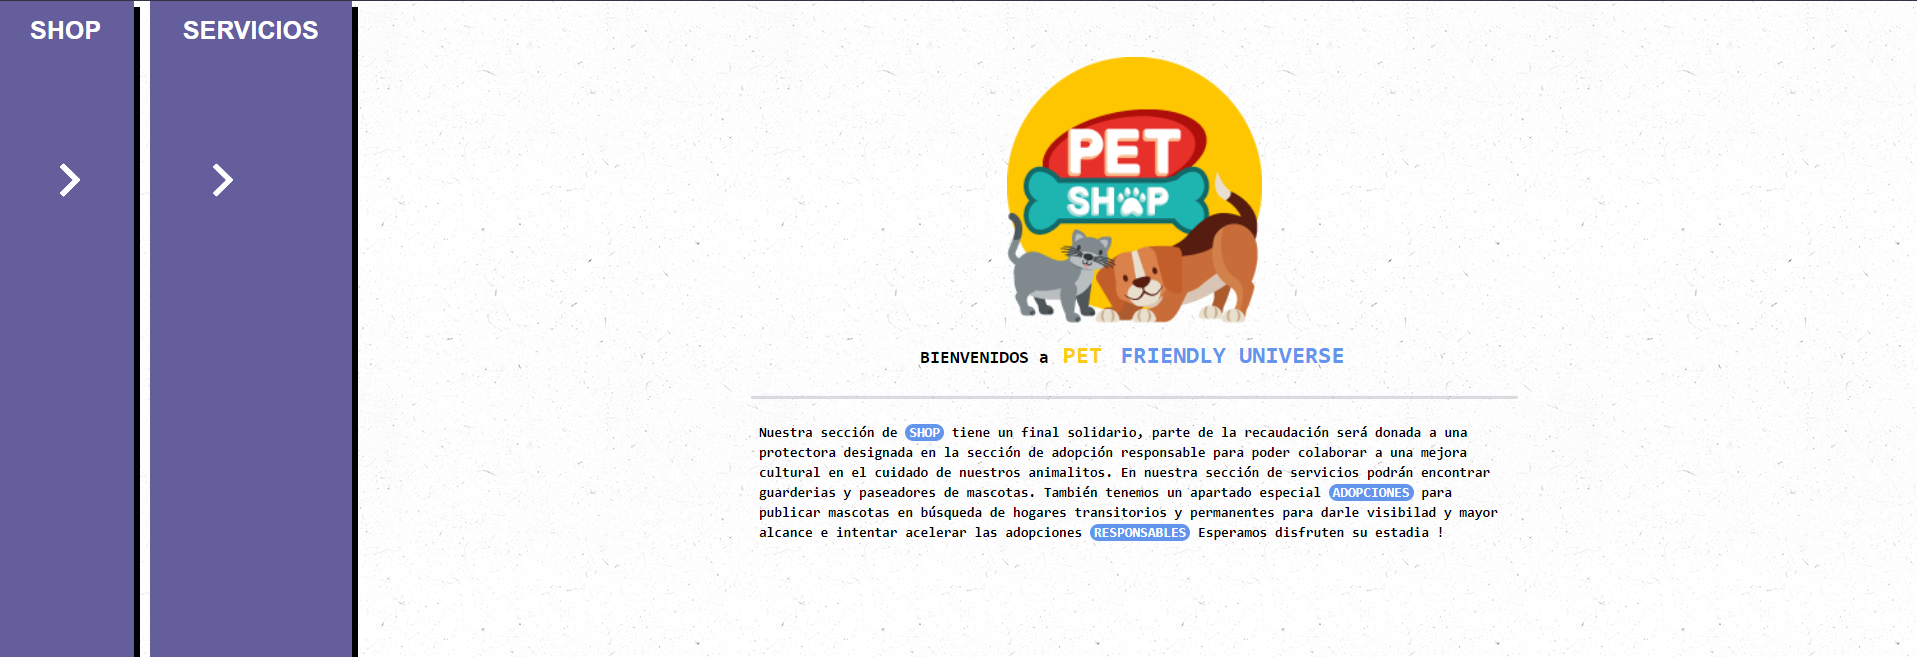 SHOP
SERVICIOS
PET
SHOP
BIENVENIDOS a PET FRIENDLY UNIVERSE
Nuestra sección de SHOP tiene un final solidario, parte de la recaudación será donada a una
protectora designada en la sección de adopción responsable para poder colaborar a una mejora
cultural en el cuidado de nuestros animalitos. En nuestra sección de servicios podrán encontrar
guarderias y paseadores de mascotas. También tenemos un apartado especial ADOPCIONES para
publicar mascotas en búsqueda de hogares transitorios y permanentes para darle visibilad y mayor
alcance e intentar acelerar las adopciones RESPONSABLES Esperamos disfruten su estadia !